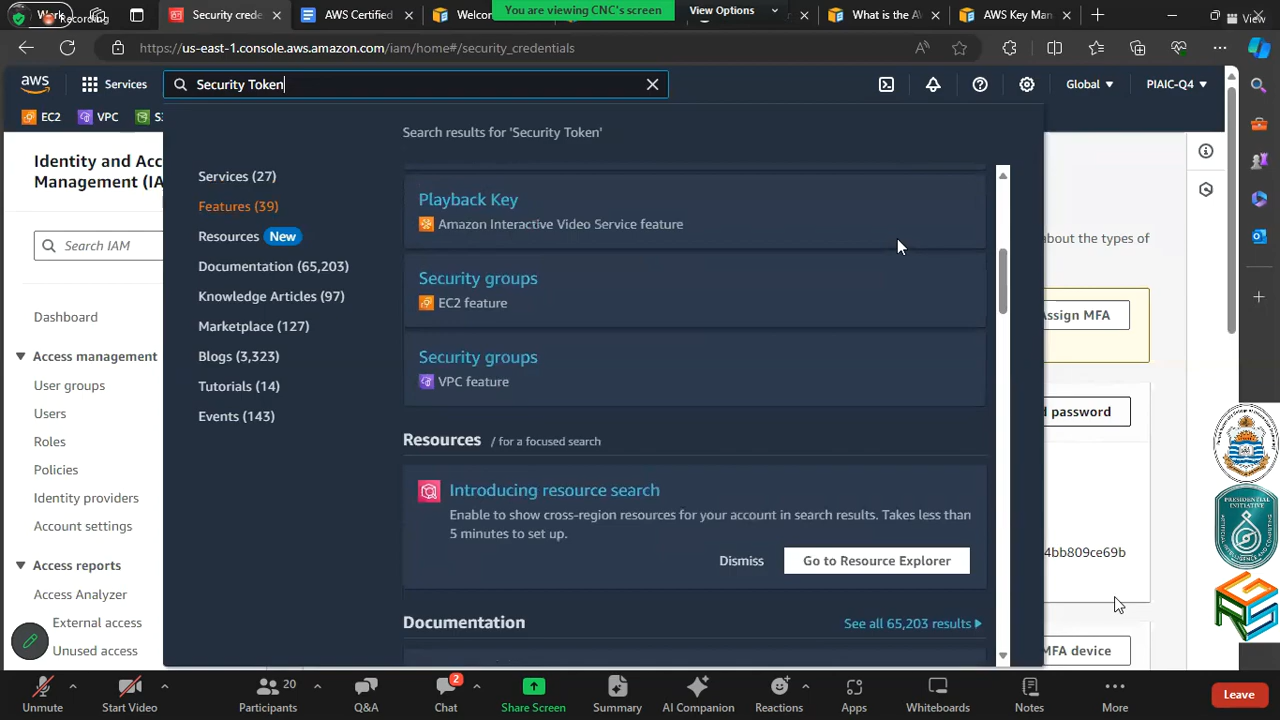 Work
Recording
Security crede
AWS Certified
Welcon
You are viewing CNC's screen
View Options
What is the AV
AWS Key Man
View
https://us-east-1.console.aws.amazon.com/iam/home#/security_credentials
aws
Services
Security Token
Global
PIAIC-Q4
EC2
VPC
Search results for 'Security Token'
Identity and Acce
Management (IA
Search IAM
Dashboard
Access management
User groups
Users
Roles
Policies
Identity providers
Account settings
Access reports
Access Analyzer
External access
Unused access
Services (27)
Features (39)
Resources New
Documentation (65,203)
Knowledge Articles (97)
Marketplace (127)
Blogs (3,323)
Tutorials (14)
Events (143)
Playback Key
Amazon Interactive Video Service feature
Security groups
EC2 feature
Security groups
VPC feature
Resources / for a focused search
Introducing resource search
Enable to show cross-region resources for your account in search results. Takes less than
5 minutes to set up.
Dismiss
Go to Resource Explorer
Documentation
See all 65,203 results
about the types of
Assign MFA
d password
4bb809ce69b
MFA device
PRESIDENTIAL
INITIATIVE
Unmute
Start Video
20
Participants
Q&A
2
Chat
Share Screen
Summary
AI Companion
Reactions
Apps
Whiteboards
Notes
More
Leave